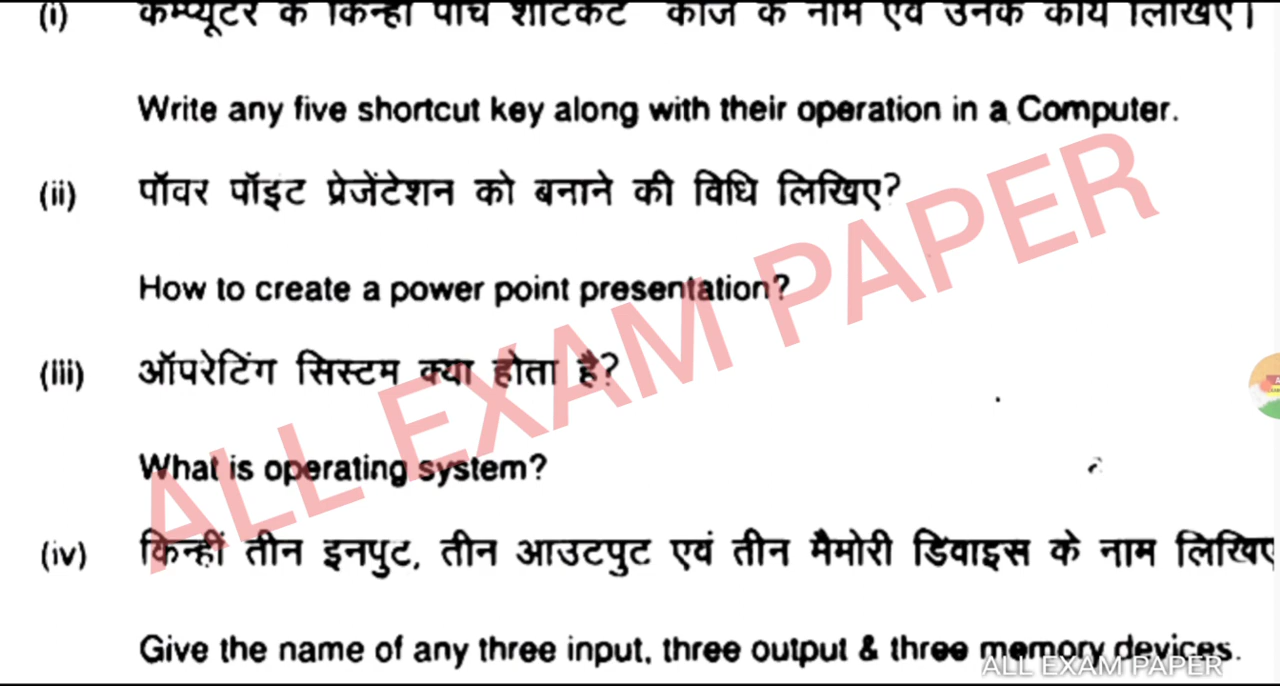 (i) कम्प्यूटर के किन्हीं पाँच शॉर्टकट कीज के नाम एवं उनके कार्य लिखिए।
Write any five shortcut key along with their operation in a Computer.
(ii) पॉवर पॉइंट प्रेजेंटेशन को बनाने की विधि लिखिए?
How to create a power point presentation?
(iii) ऑपरेटिंग सिस्टम क्या होता है?
What is operating system?
(iv) किन्हीं तीन इनपुट, तीन आउटपुट एवं तीन मैमोरी डिवाइस के नाम लिखिए
Give the name of any three input, three output & three memory devices.
ALL EXAM PAPER
ALL EXAM PAPER